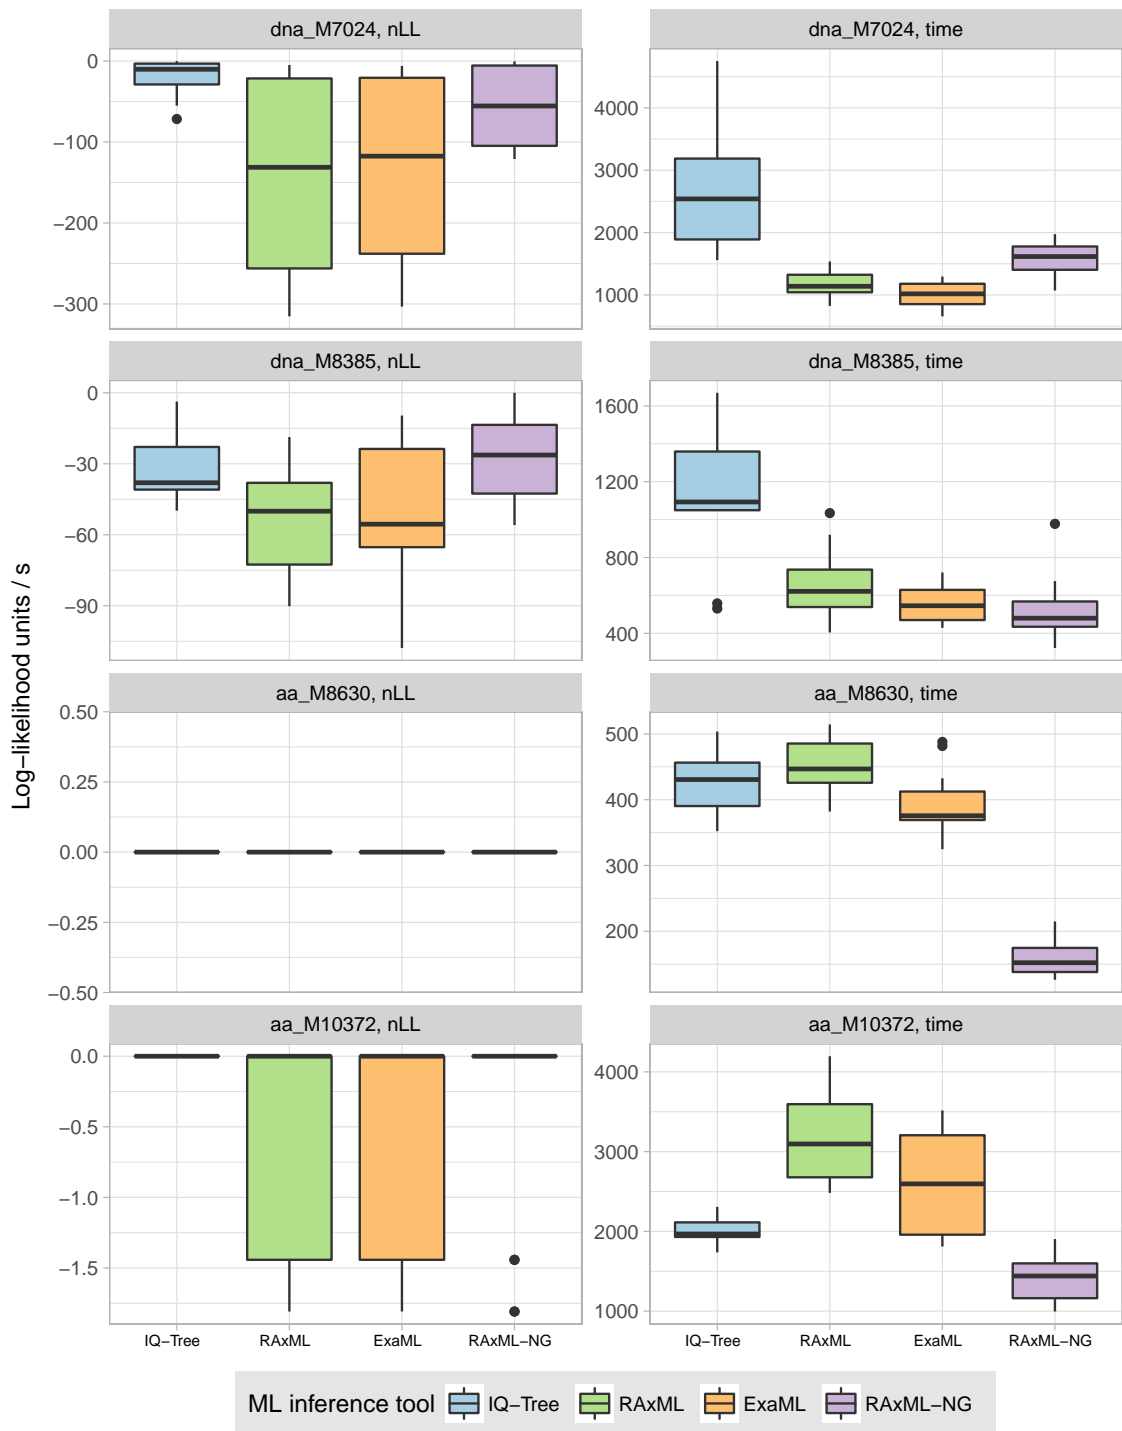 dna_M7024, nLL
dna_M7024, time
0
−100
−200
−300
4000
3000
2000
1000
dna_M8385, nLL
dna_M8385, time
0
−30
−60
−90
1600
1200
800
400
Log−likelihood units / s
aa_M8630, nLL
aa_M8630, time
0.50
0.25
0.00
−0.25
−0.50
500
400
300
200
aa_M10372, nLL
aa_M10372, time
0.0
−0.5
−1.0
−1.5
4000
3000
2000
1000
IQ−Tree RAxML ExaML RAxML−NG
IQ−Tree RAxML ExaML RAxML−NG
ML inference tool IQ−Tree RAxML ExaML RAxML−NG